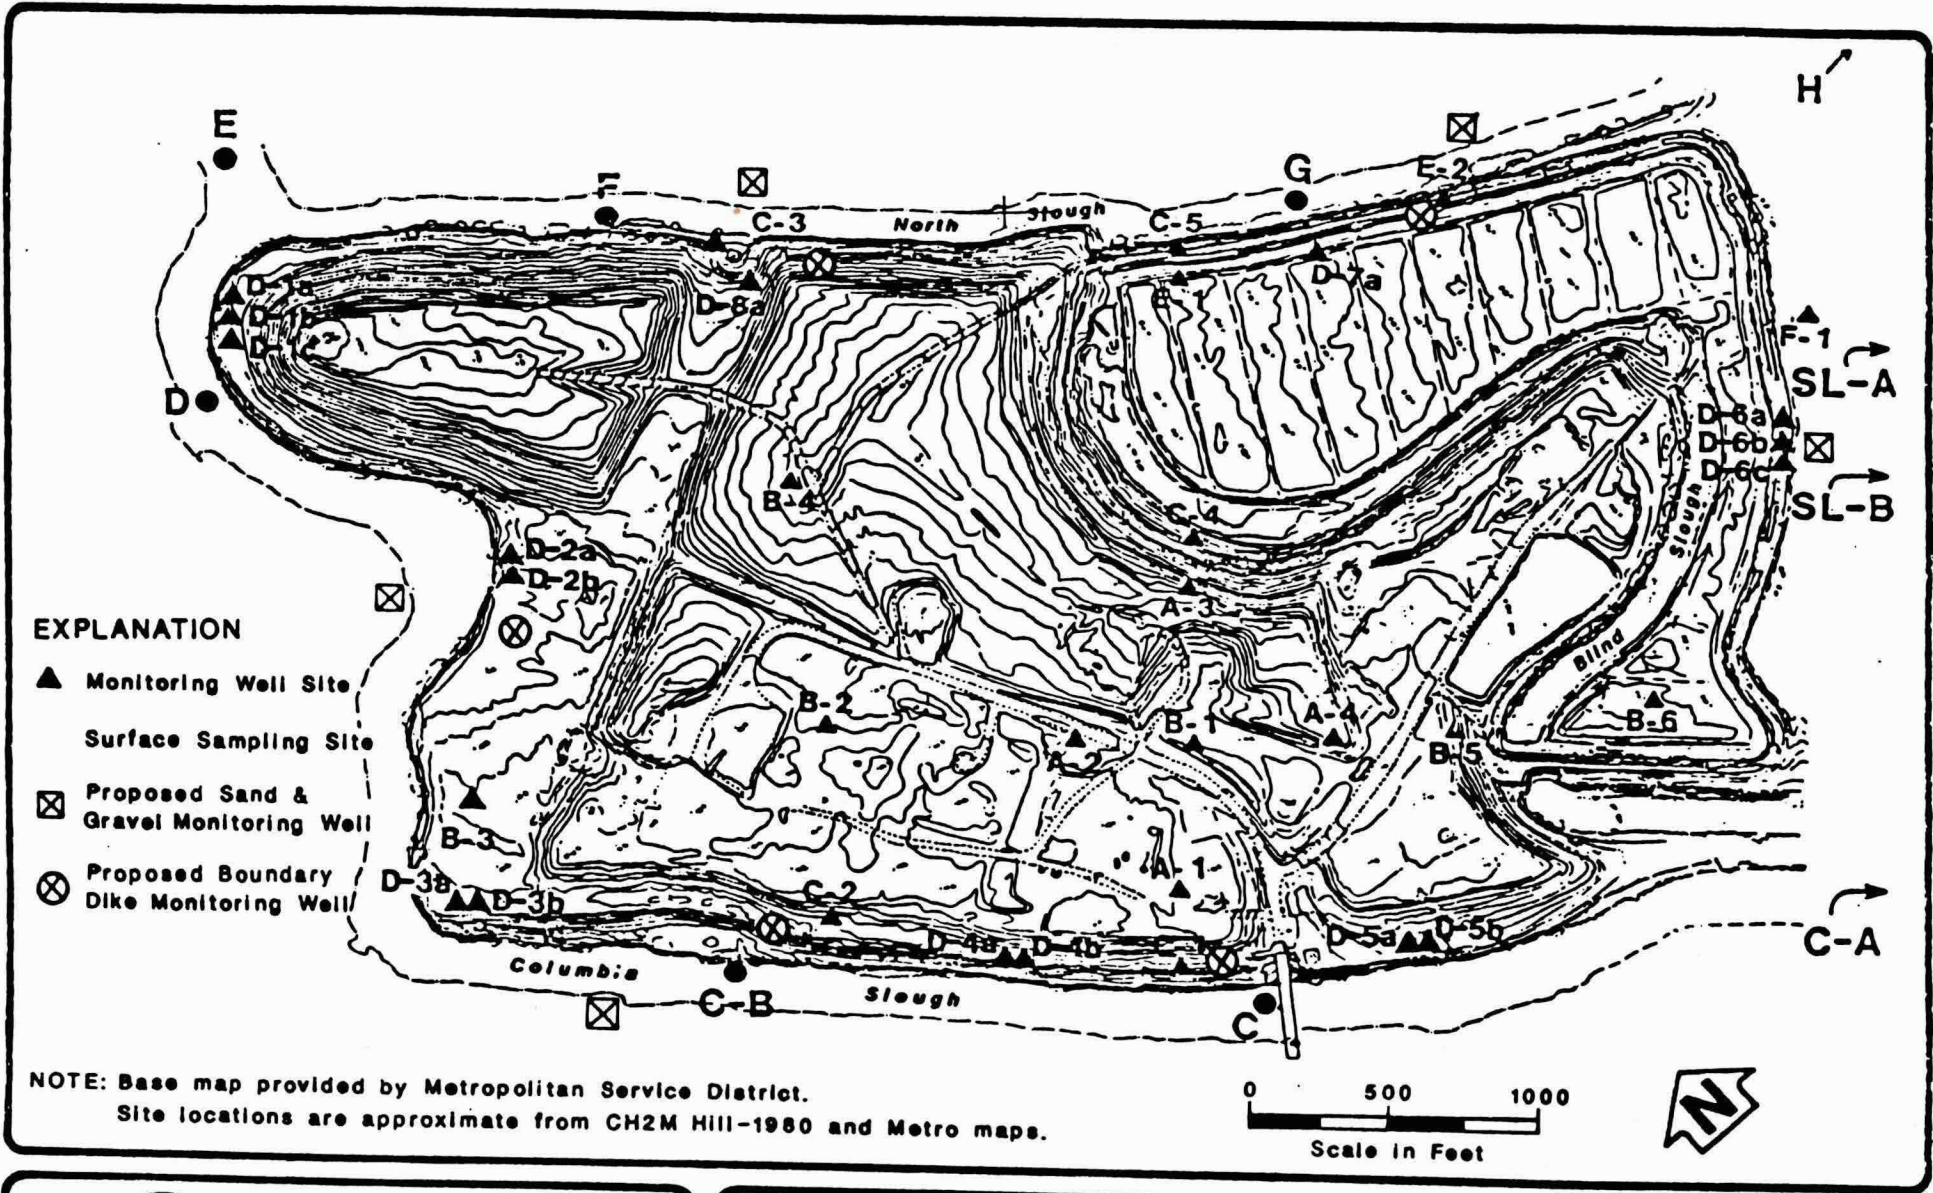 H
E
G
E-2
F
C-3
North
Slough
C-5
D-8a
E-1
D-7a
F-1
D
SL-A
D-6a
D-6b
D-6c
B-4
SL-B
C-4
Slough
D-2a
D-2b
A-3
EXPLANATION
Monitoring Well Site
Surface Sampling Site
Proposed Sand &
Gravel Monitoring Well
Proposed Boundary
Dike Monitoring Well
Blind
B-2
B-1
A-4
B-6
A-2
B-5
B-3
A-1
D-3a
D-3b
C-2
D-4a
D-4b
C-1
D-5a
D-5b
C-A
Columbia
Slough
C-B
C
NOTE: Base map provided by Metropolitan Service District.
Site locations are approximate from CH2M Hill-1980 and Metro maps.
0 500 1000
Scale in Feet
N